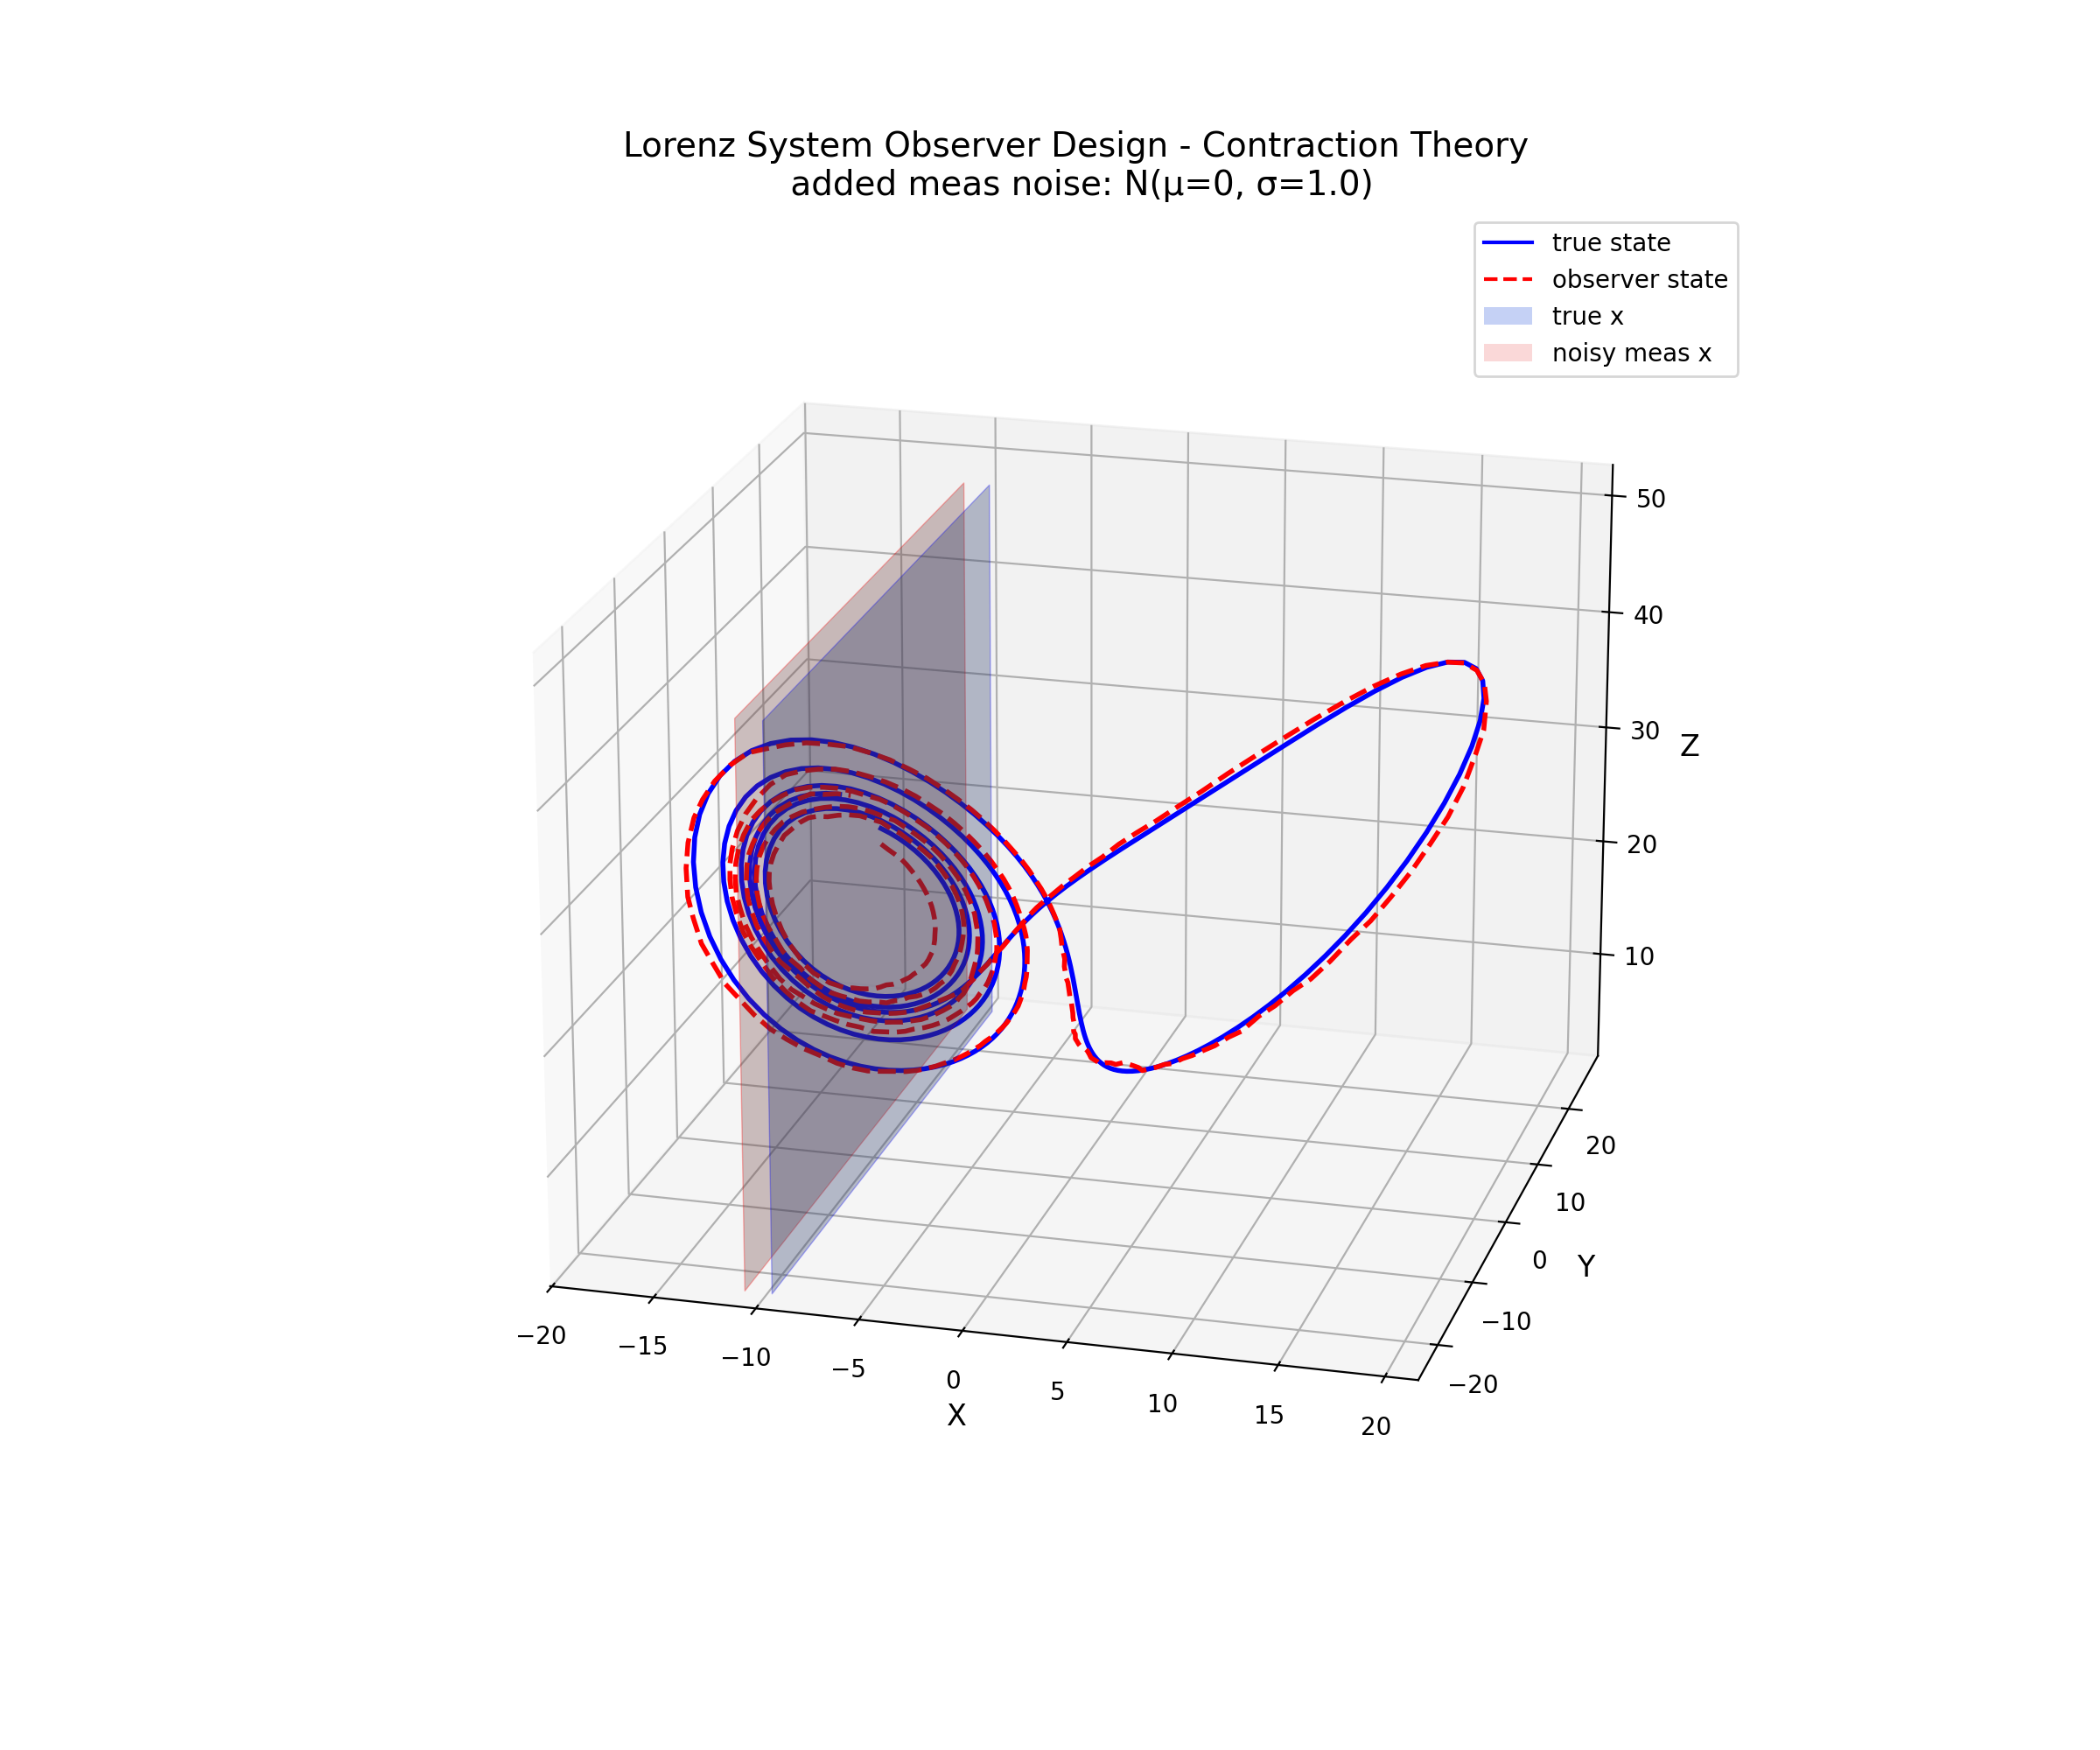 Lorenz System Observer Design - Contraction Theory
added meas noise: N(μ=0, σ=1.0)
true state
observer state
true x
noisy meas x
50
40
30
Z
20
10
20
10
0
Y
−10
−20
−20
−15
−10
−5
0
5
10
15
20
X